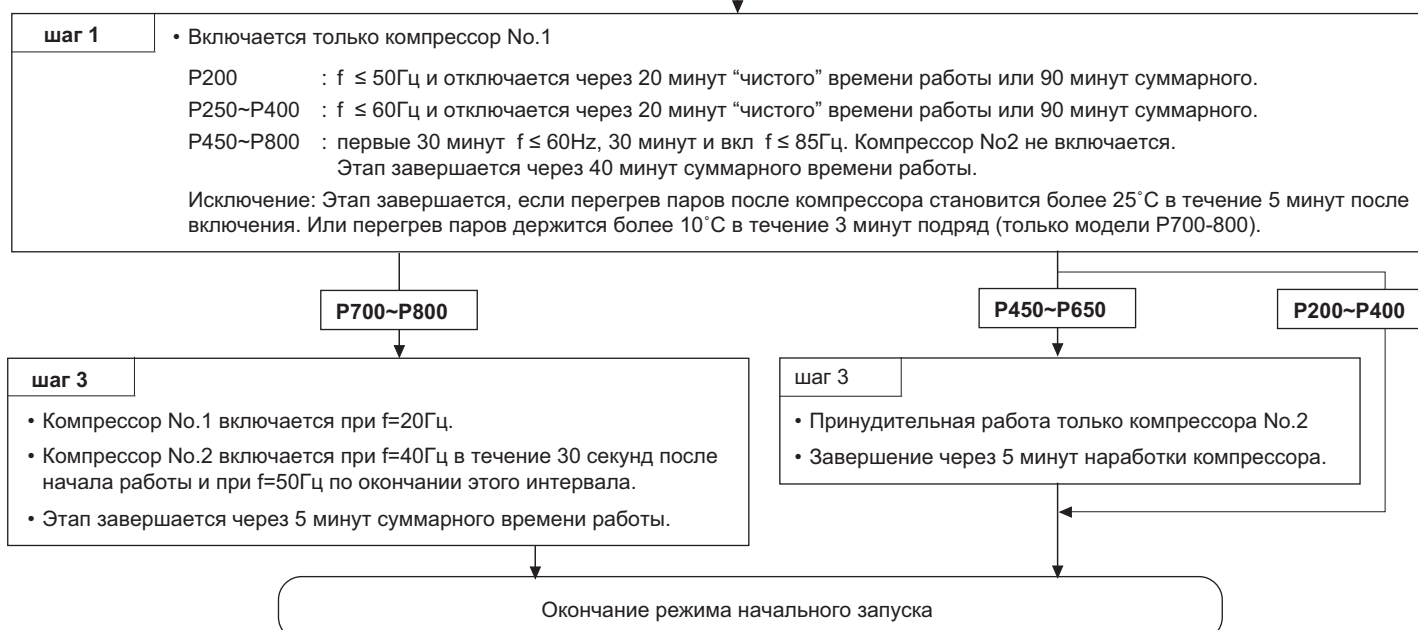 шаг 1
• Включается только компрессор No.1
P200 : f ≤ 50Гц и отключается через 20 минут “чистого” времени работы или 90 минут суммарного.
P250~P400 : f ≤ 60Гц и отключается через 20 минут “чистого” времени работы или 90 минут суммарного.
P450~P800 : первые 30 минут f ≤ 60Hz, 30 минут и вкл f ≤ 85Гц. Компрессор No2 не включается.
Этап завершается через 40 минут суммарного времени работы.
Исключение: Этап завершается, если перегрев паров после компрессора становится более 25˚C в течение 5 минут после
включения. Или перегрев паров держится более 10˚C в течение 3 минут подряд (только модели P700-800).
P700~P800
P450~P650
P200~P400
шаг 3
• Компрессор No.1 включается при f=20Гц.
• Компрессор No.2 включается при f=40Гц в течение 30 секунд после
начала работы и при f=50Гц по окончании этого интервала.
• Этап завершается через 5 минут суммарного времени работы.
шаг 3
• Принудительная работа только компрессора No.2
• Завершение через 5 минут наработки компрессора.
Окончание режима начального запуска